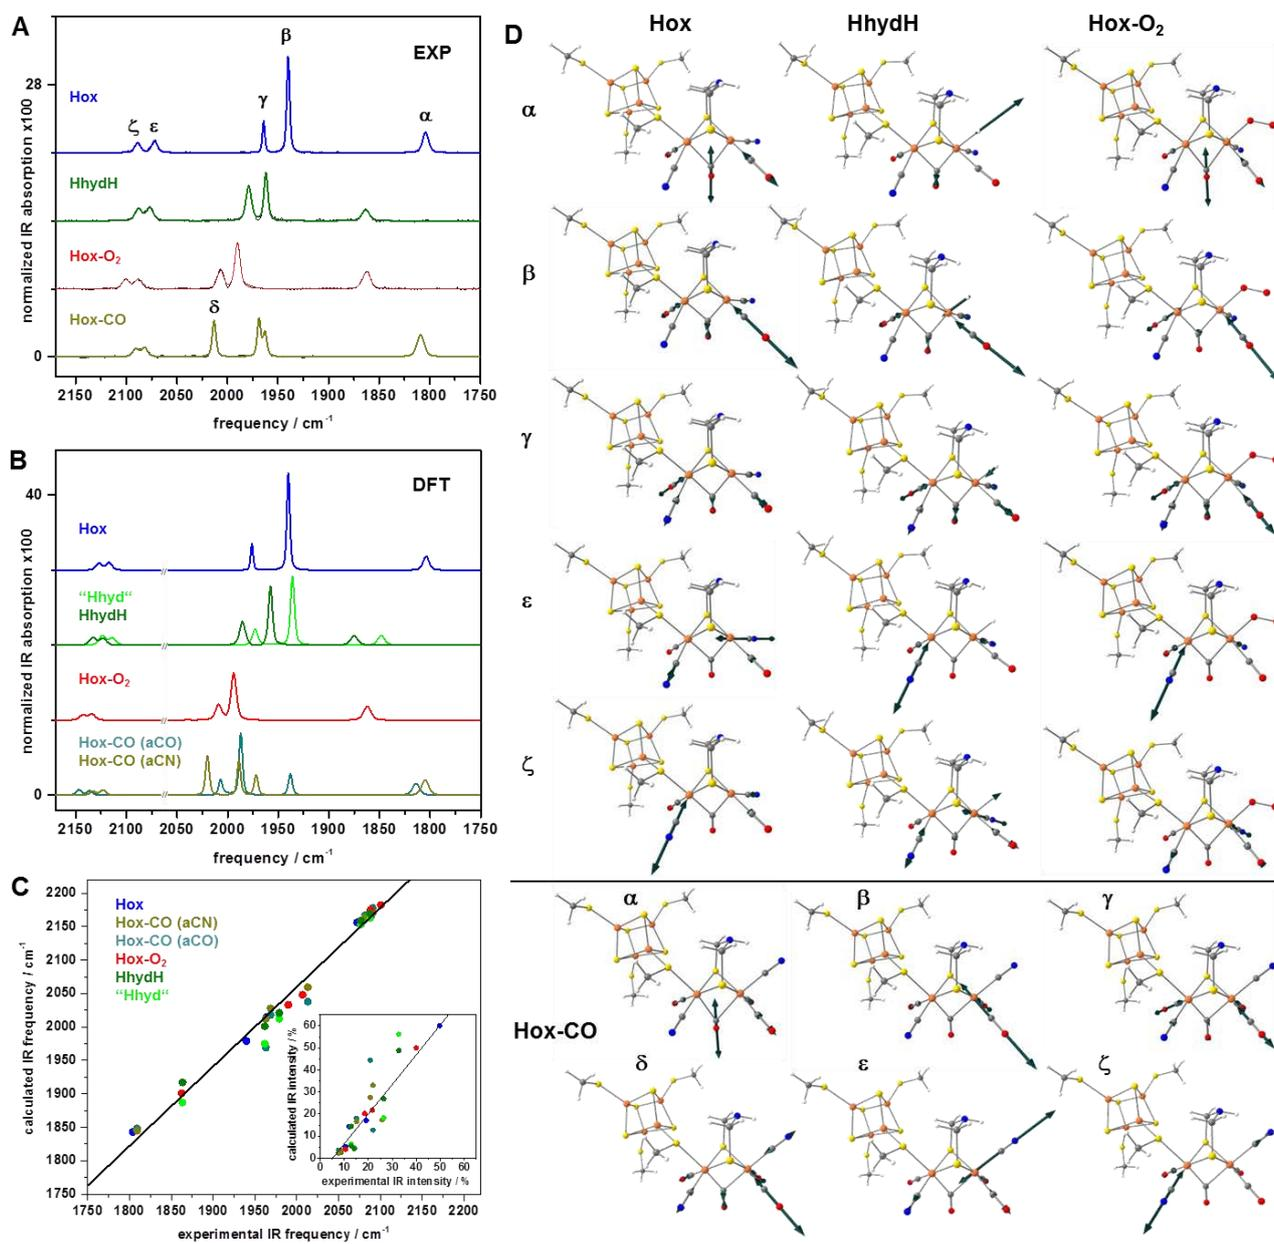 A
EXP
normalized IR absorption x100
28
0
Hox
HhydH
Hox-O₂
Hox-CO
ζ
ε
δ
γ
β
α
2150 2100 2050 2000 1950 1900 1850 1800 1750
frequency / cm⁻¹
B
DFT
normalized IR absorption x100
40
0
Hox
“Hhyd“
HhydH
Hox-O₂
Hox-CO (aCO)
Hox-CO (aCN)
//
//
//
//
2150 2100 2050 2000 1950 1900 1850 1800 1750
frequency / cm⁻¹
C
calculated IR frequency / cm⁻¹
2200
2150
2100
2050
2000
1950
1900
1850
1800
1750
Hox
Hox-CO (aCN)
Hox-CO (aCO)
Hox-O₂
HhydH
“Hhyd“
calculated IR intensity / %
60
50
40
30
20
10
0
0 10 20 30 40 50 60
experimental IR intensity / %
1750 1800 1850 1900 1950 2000 2050 2100 2150 2200
experimental IR frequency / cm⁻¹
D
Hox HhydH Hox-O₂
α
β
γ
ε
ζ
Hox-CO
α β γ
δ ε ζ